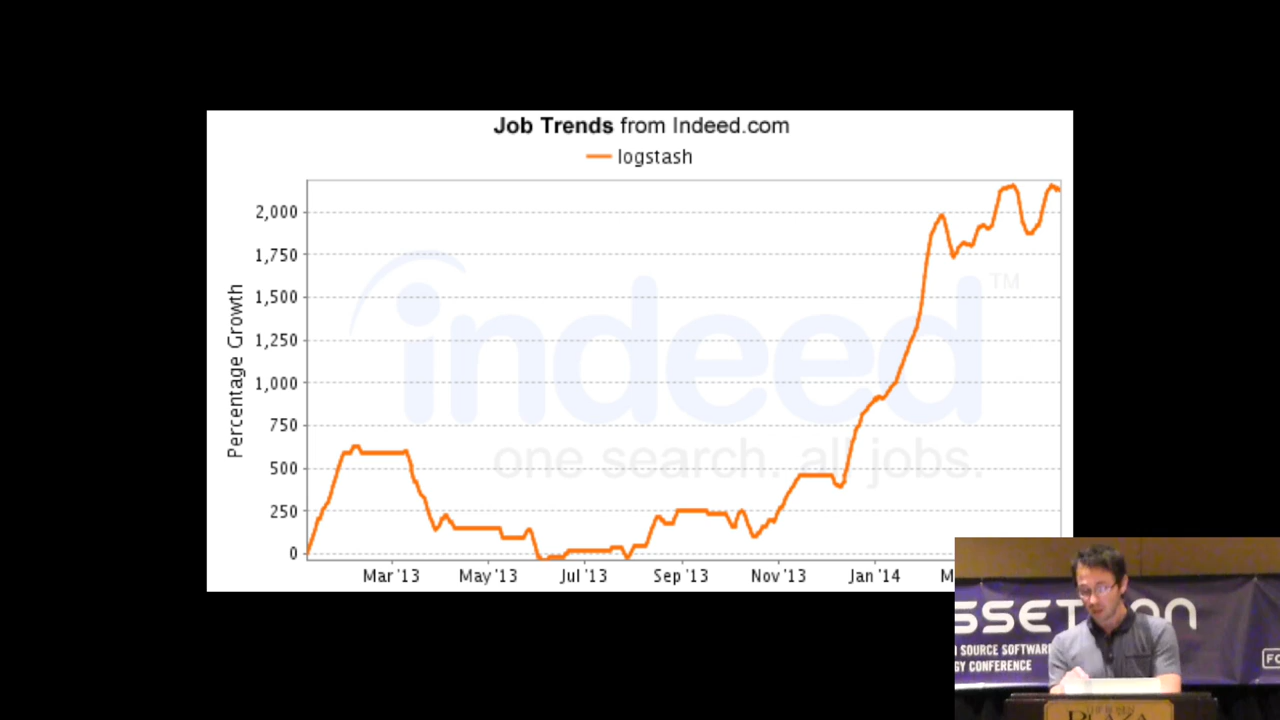 Job Trends from Indeed.com
logstash
2,000
1,750
1,500
1,250
1,000
750
500
250
0
Percentage Growth
indeed
TM
one search. all jobs.
Mar '13
May '13
Jul '13
Sep '13
Nov '13
Jan '14
M
SOURCE SOFTWARE
GY CONFERENCE
PLAZA